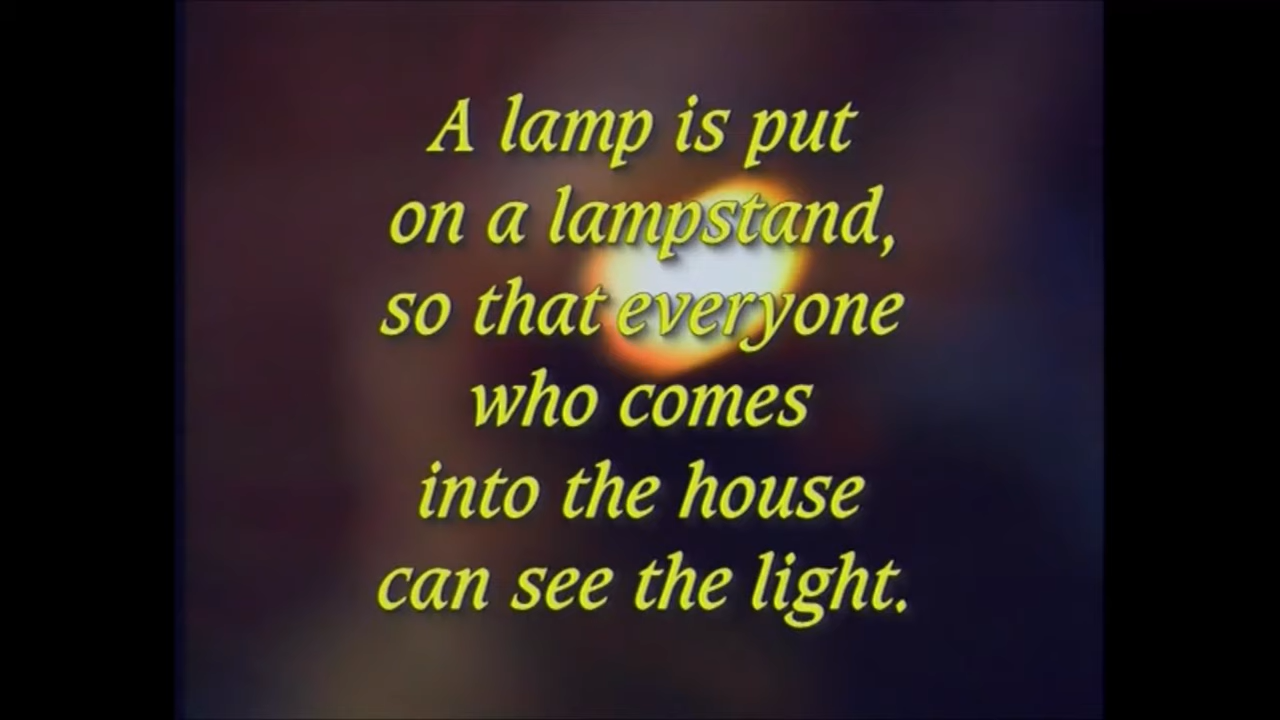 A lamp is put
on a lampstand,
so that everyone
who comes
into the house
can see the light.